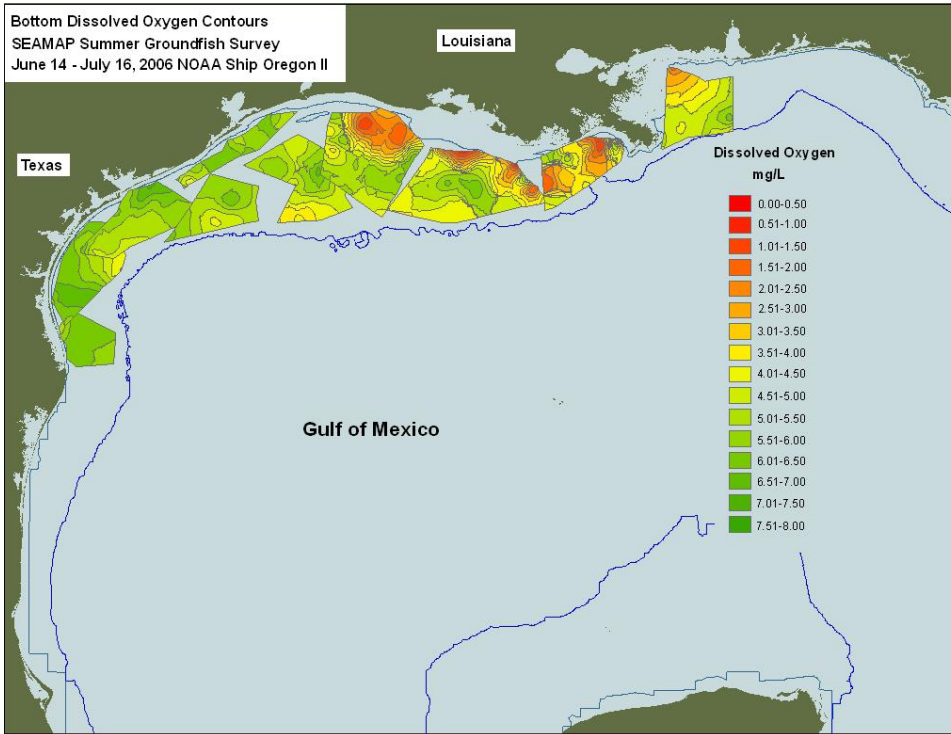 Bottom Dissolved Oxygen Contours
SEAMAP Summer Groundfish Survey
June 14 - July 16, 2006 NOAA Ship Oregon II
Louisiana
Texas
Dissolved Oxygen
mg/L
0.00-0.50
0.51-1.00
1.01-1.50
1.51-2.00
2.01-2.50
2.51-3.00
3.01-3.50
3.51-4.00
4.01-4.50
4.51-5.00
5.01-5.50
5.51-6.00
6.01-6.50
6.51-7.00
7.01-7.50
7.51-8.00
Gulf of Mexico